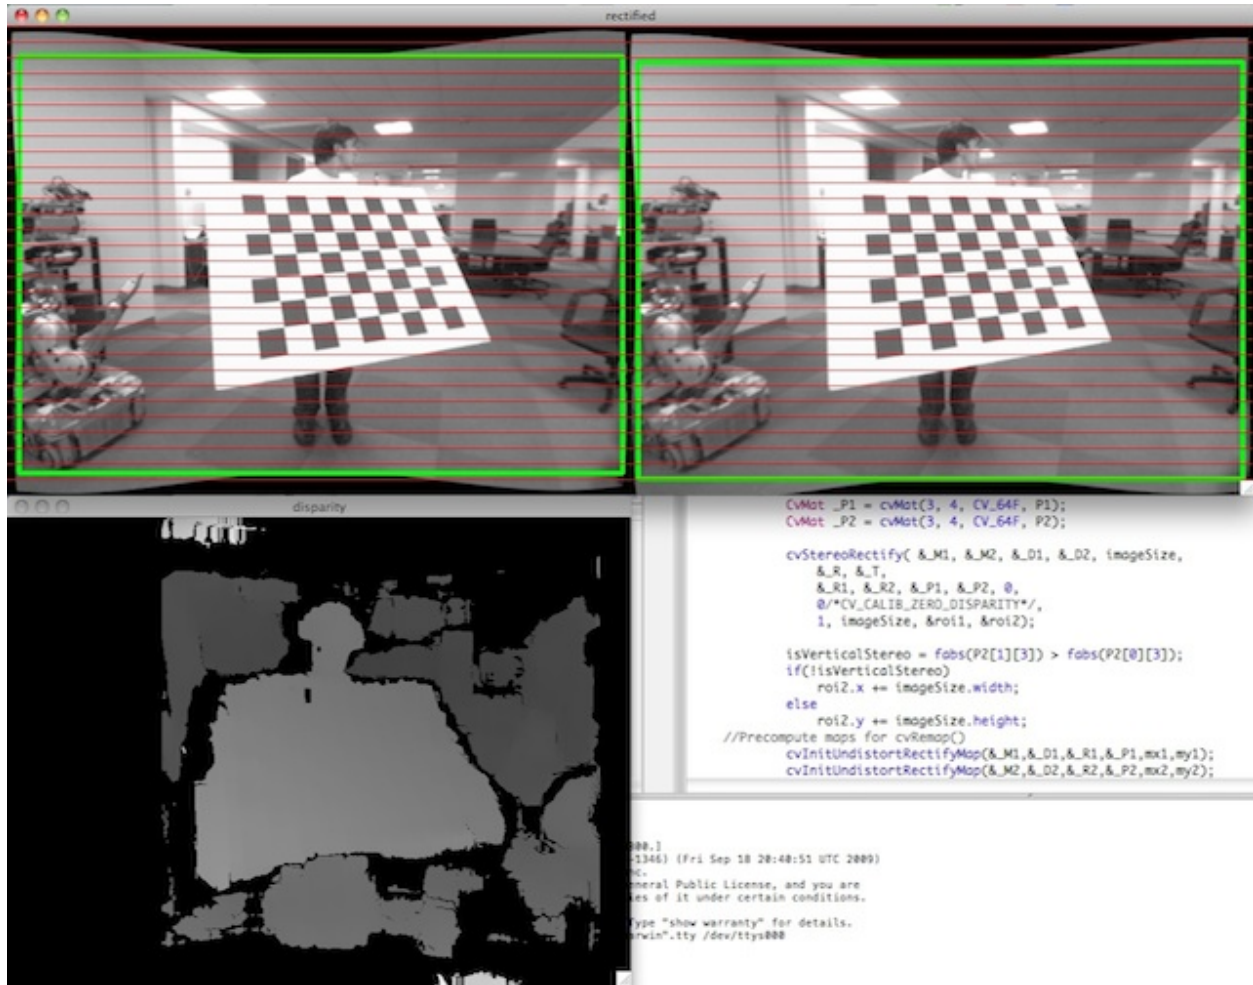 rectified
disparity
CvMat _P1 = cvMat(3, 4, CV_64F, P1);
CvMat _P2 = cvMat(3, 4, CV_64F, P2);
cvStereoRectify( &_M1, &_M2, &_D1, &_D2, imageSize,
&_R, &_T,
&_R1, &_R2, &_P1, &_P2, 0,
0/*CV_CALIB_ZERO_DISPARITY*/,
1, imageSize, &roi1, &roi2);
isVerticalStereo = fabs(P2[1][3]) > fabs(P2[0][3]);
if(!isVerticalStereo)
roi2.x += imageSize.width;
else
roi2.y += imageSize.height;
//Precompute maps for cvRemap()
cvInitUndistortRectifyMap(&_M1,&_D1,&_R1,&_P1,mx1,my1);
cvInitUndistortRectifyMap(&_M2,&_D2,&_R2,&_P2,mx2,my2);
-1346) (Fri Sep 18 20:40:51 UTC 2009)
nc.
eneral Public License, and you are
ies of it under certain conditions.
Type "show warranty" for details.
arwin".tty /dev/ttys000